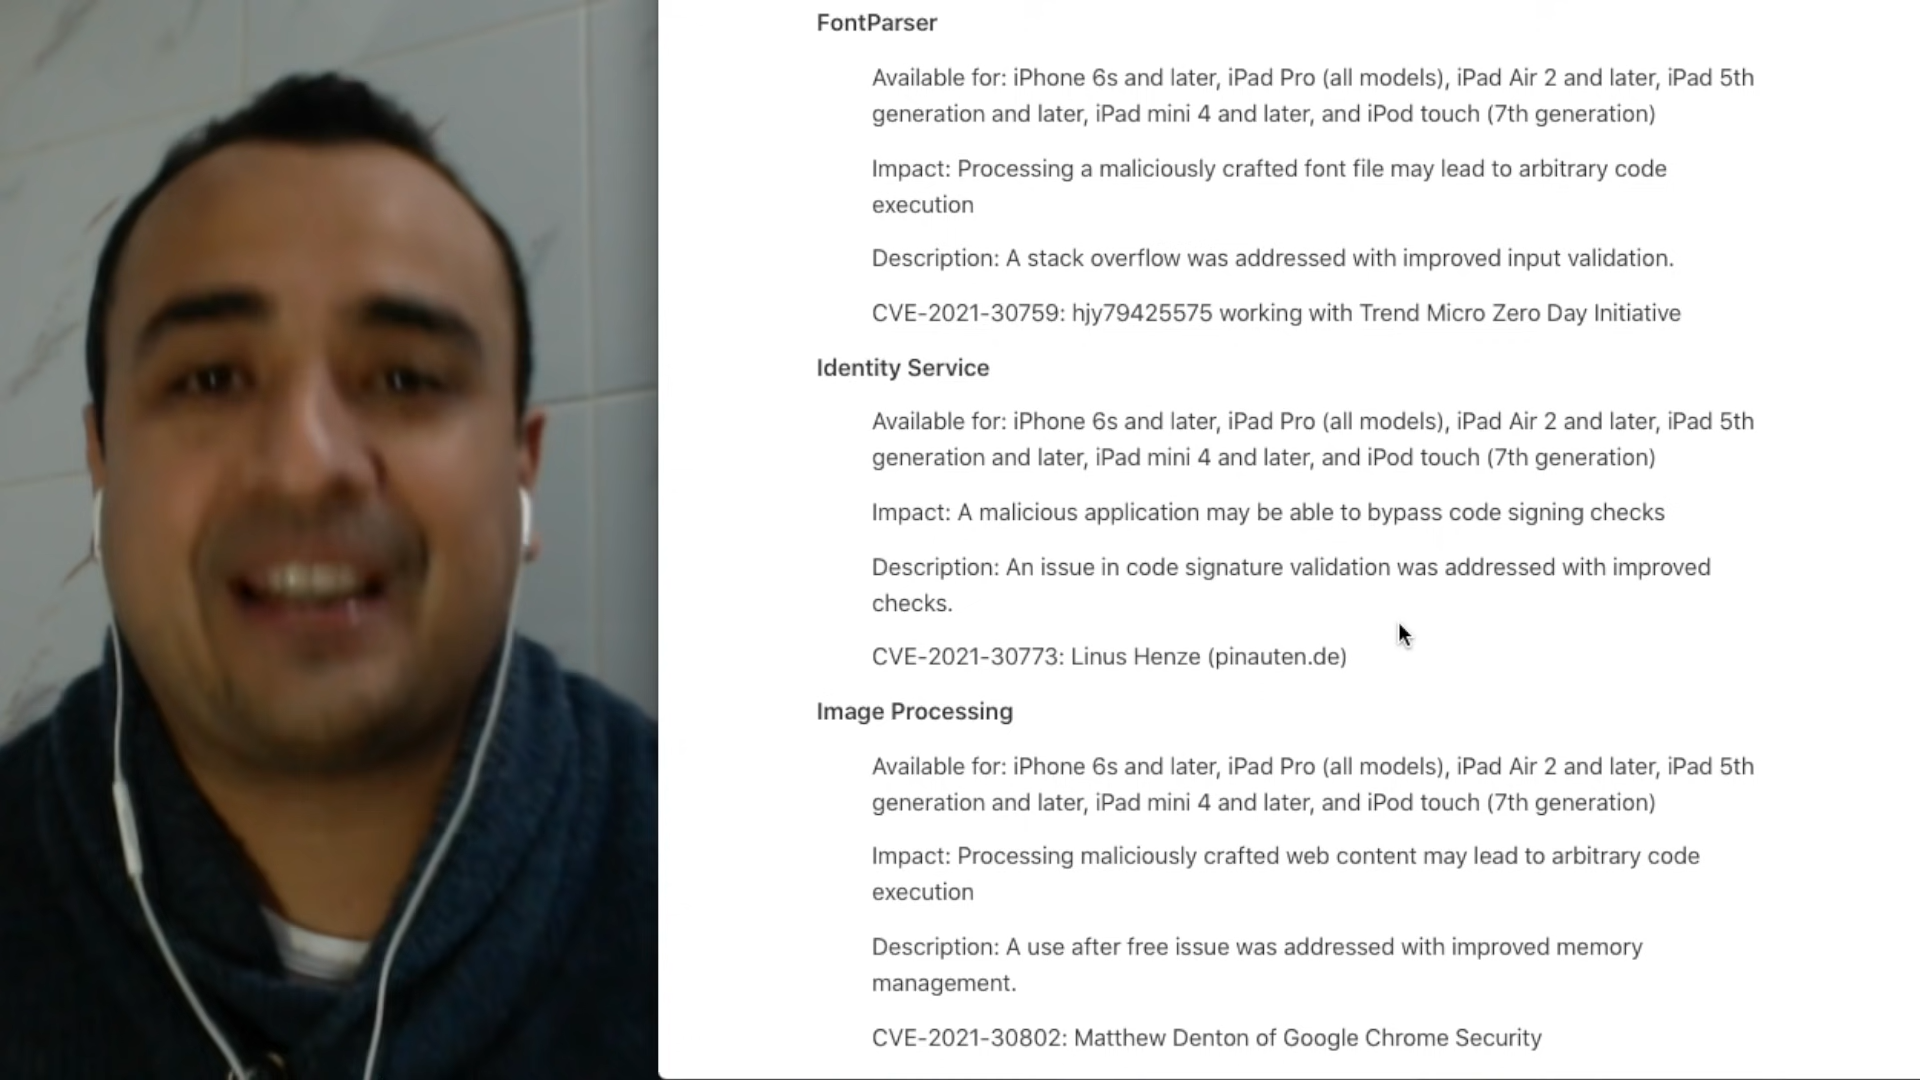 FontParser
Available for: iPhone 6s and later, iPad Pro (all models), iPad Air 2 and later, iPad 5th
generation and later, iPad mini 4 and later, and iPod touch (7th generation)
Impact: Processing a maliciously crafted font file may lead to arbitrary code
execution
Description: A stack overflow was addressed with improved input validation.
CVE-2021-30759: hjy79425575 working with Trend Micro Zero Day Initiative
Identity Service
Available for: iPhone 6s and later, iPad Pro (all models), iPad Air 2 and later, iPad 5th
generation and later, iPad mini 4 and later, and iPod touch (7th generation)
Impact: A malicious application may be able to bypass code signing checks
Description: An issue in code signature validation was addressed with improved
checks.
CVE-2021-30773: Linus Henze (pinauten.de)
Image Processing
Available for: iPhone 6s and later, iPad Pro (all models), iPad Air 2 and later, iPad 5th
generation and later, iPad mini 4 and later, and iPod touch (7th generation)
Impact: Processing maliciously crafted web content may lead to arbitrary code
execution
Description: A use after free issue was addressed with improved memory
management.
CVE-2021-30802: Matthew Denton of Google Chrome Security